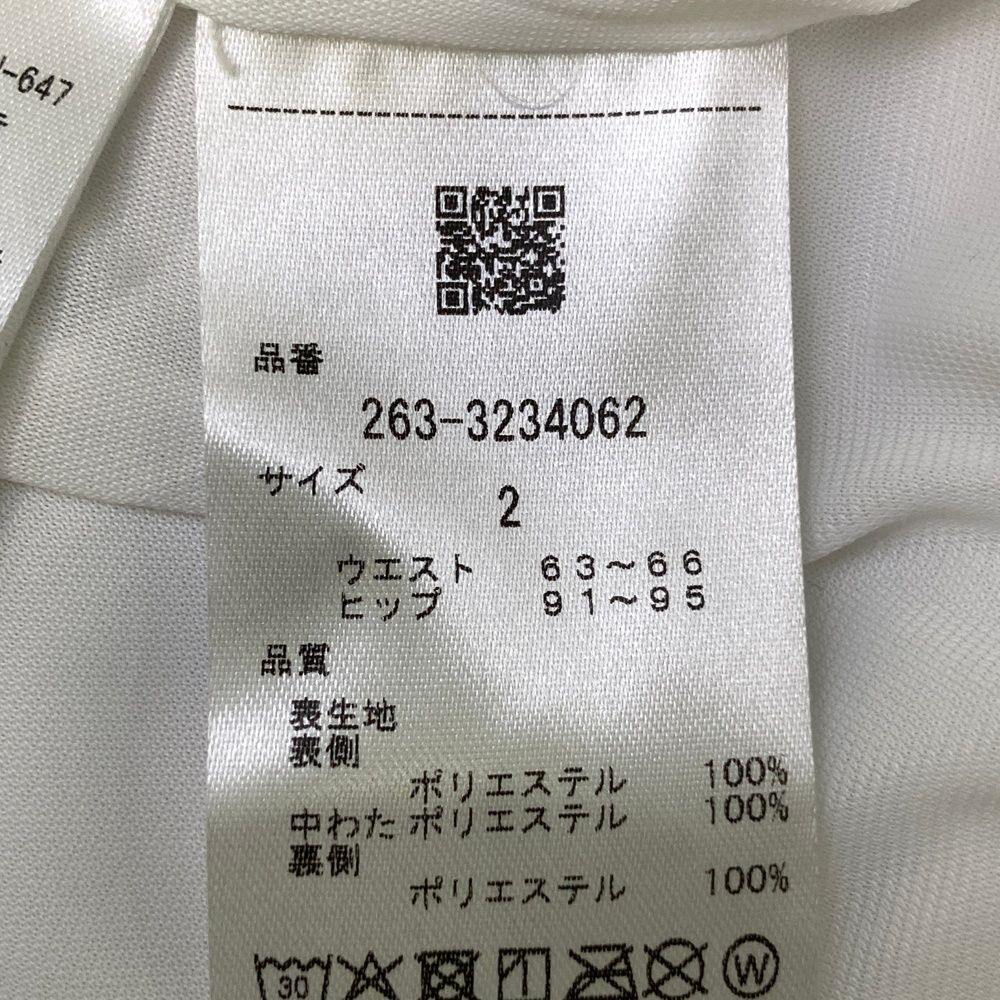 -647
品番
263-3234062
サイズ
2
ウエスト 63～66
ヒップ 91～95
品質
表生地
表側
ポリエステル 100%
中わた ポリエステル 100%
裏側
ポリエステル 100%
30
W